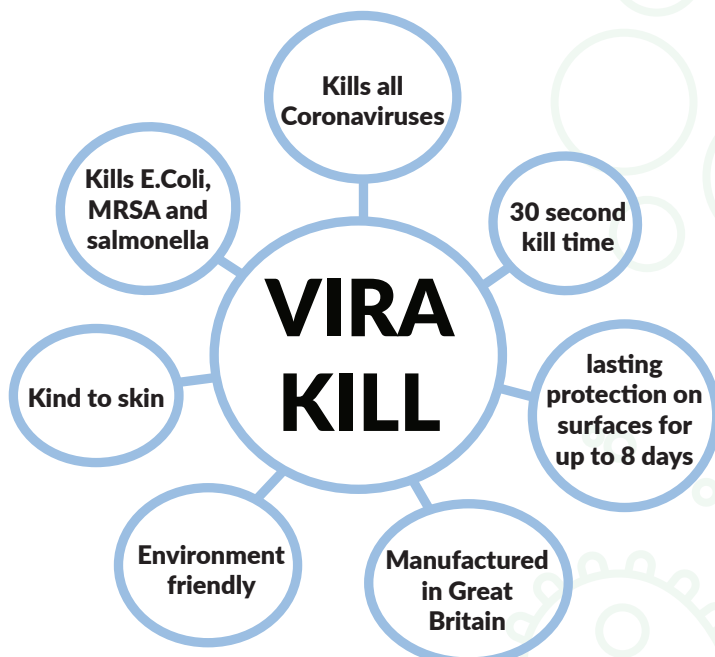 Kills all
Coronaviruses
Kills E.Coli,
MRSA and
salmonella
30 second
kill time
VIRA
KILL
lasting
protection on
surfaces for
up to 8 days
Kind to skin
Environment
friendly
Manufactured
in Great
Britain